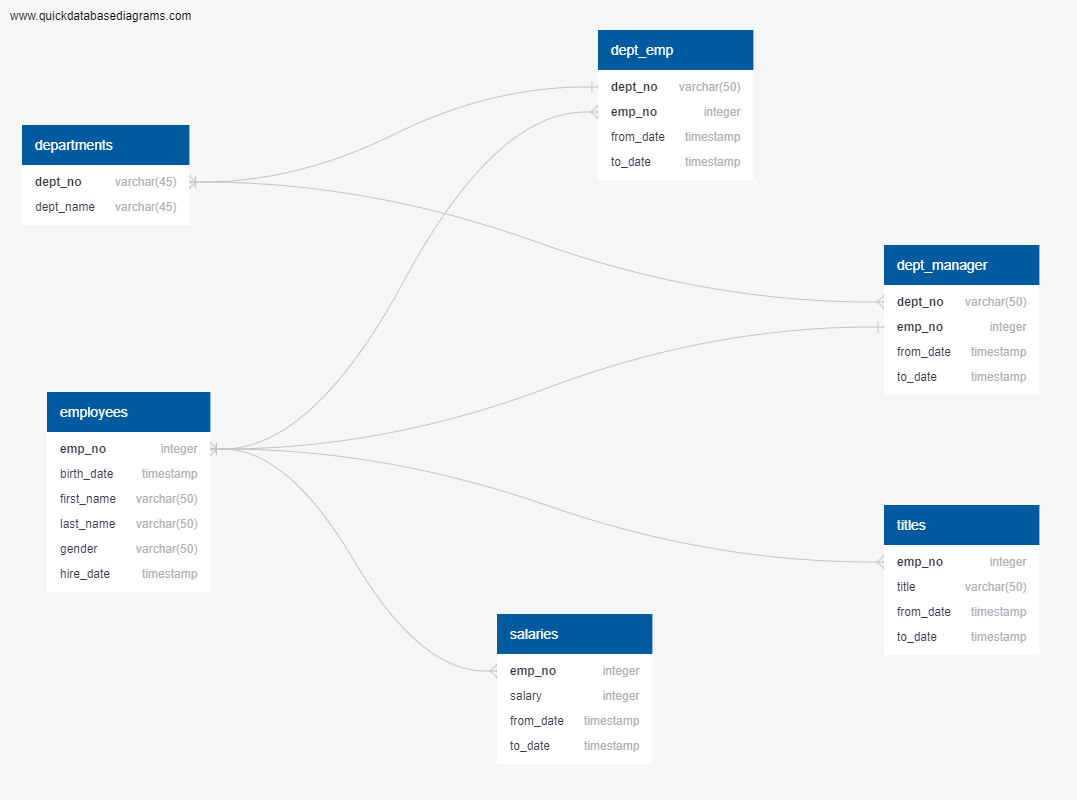 www.quickdatabasediagrams.com
dept_emp
dept_no varchar(50)
emp_no integer
from_date timestamp
to_date timestamp
departments
dept_no varchar(45)
dept_name varchar(45)
dept_manager
dept_no varchar(50)
emp_no integer
from_date timestamp
to_date timestamp
employees
emp_no integer
birth_date timestamp
first_name varchar(50)
last_name varchar(50)
gender varchar(50)
hire_date timestamp
titles
emp_no integer
title varchar(50)
from_date timestamp
to_date timestamp
salaries
emp_no integer
salary integer
from_date timestamp
to_date timestamp